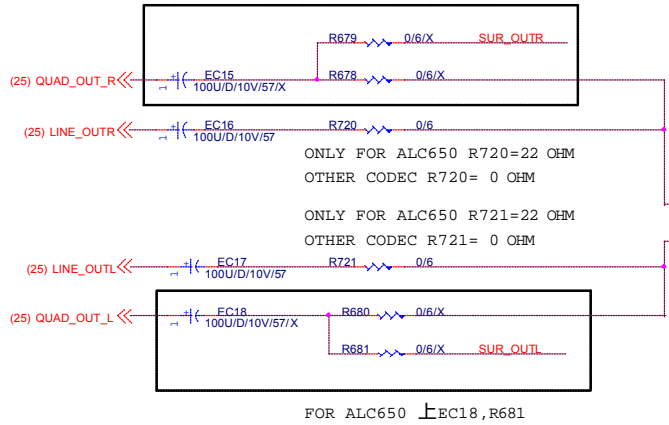 R679 0/6/X SUR_OUTR
(25) QUAD_OUT_R 1 + EC15 R678 0/6/X
100U/D/10V/57/X
(25) LINE_OUTR 1 + EC16 R720 0/6
100U/D/10V/57
ONLY FOR ALC650 R720=22 OHM
OTHER CODEC R720= 0 OHM
ONLY FOR ALC650 R721=22 OHM
OTHER CODEC R721= 0 OHM
(25) LINE_OUTL 1 + EC17 R721 0/6
100U/D/10V/57
(25) QUAD_OUT_L 1 + EC18 R680 0/6/X
100U/D/10V/57/X
R681 0/6/X SUR_OUTL
FOR ALC650 上EC18,R681